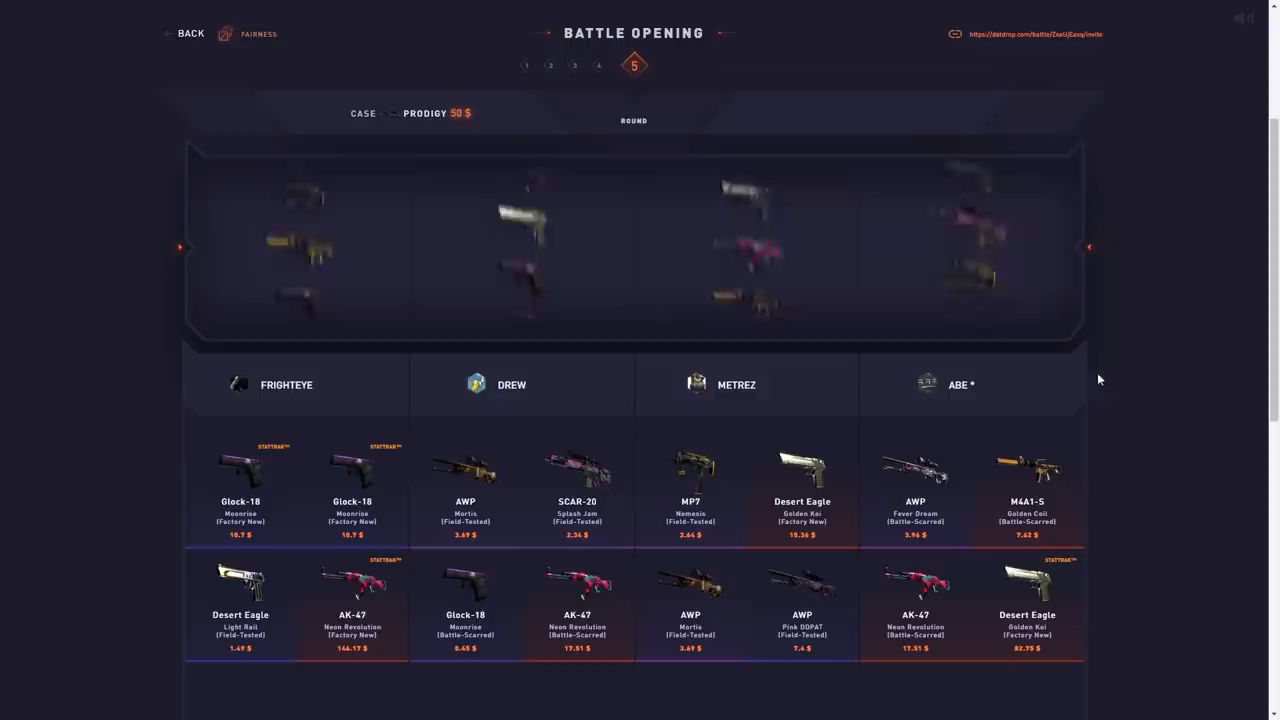 BACK
FAIRNESS
BATTLE OPENING
https://datdrop.com/battle/ZsaUjEaxq/invite
1 2 3 4 5
CASE PRODIGY 50 $
ROUND
FRIGHTEYE
DREW
METREZ
ABE *
STATTRAK™ STATTRAK™
Glock-18 Glock-18 AWP SCAR-20 MP7 Desert Eagle AWP M4A1-S
Moonrise Moonrise Mortis Splash Jam Nemesis Golden Koi Fever Dream Golden Coil
(Factory New) (Factory New) (Field-Tested) (Field-Tested) (Field-Tested) (Factory New) (Battle-Scarred) (Battle-Scarred)
10.7 $ 10.7 $ 3.69 $ 2.34 $ 2.64 $ 15.36 $ 3.96 $ 7.62 $
STATTRAK™ STATTRAK™
Desert Eagle AK-47 Glock-18 AK-47 AWP AWP AK-47 Desert Eagle
Light Rail Neon Revolution Moonrise Neon Revolution Mortis Pink DDPAT Neon Revolution Golden Koi
(Field-Tested) (Factory New) (Battle-Scarred) (Battle-Scarred) (Field-Tested) (Field-Tested) (Battle-Scarred) (Factory New)
1.49 $ 144.17 $ 0.45 $ 17.51 $ 3.69 $ 7.4 $ 17.51 $ 82.75 $